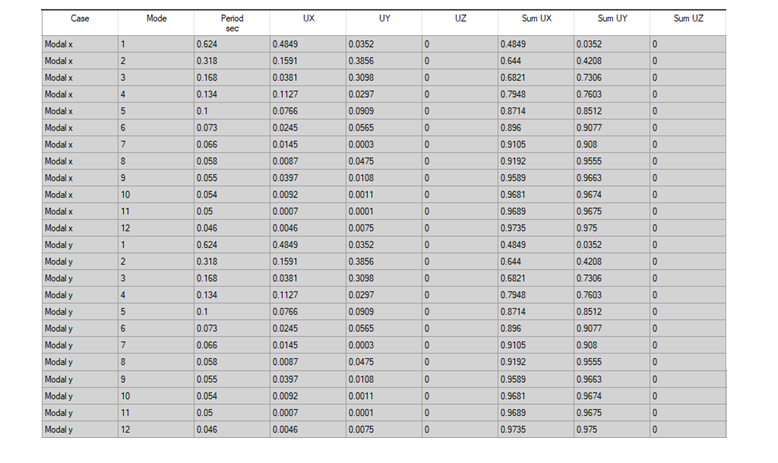 Case Mode Period UX UY UZ Sum UX Sum UY Sum UZ
sec
Modal x 1 0.624 0.4849 0.0352 0 0.4849 0.0352 0
Modal x 2 0.318 0.1591 0.3856 0 0.644 0.4208 0
Modal x 3 0.168 0.0381 0.3098 0 0.6821 0.7306 0
Modal x 4 0.134 0.1127 0.0297 0 0.7948 0.7603 0
Modal x 5 0.1 0.0766 0.0909 0 0.8714 0.8512 0
Modal x 6 0.073 0.0245 0.0565 0 0.896 0.9077 0
Modal x 7 0.066 0.0145 0.0003 0 0.9105 0.908 0
Modal x 8 0.058 0.0087 0.0475 0 0.9192 0.9555 0
Modal x 9 0.055 0.0397 0.0108 0 0.9589 0.9663 0
Modal x 10 0.054 0.0092 0.0011 0 0.9681 0.9674 0
Modal x 11 0.05 0.0007 0.0001 0 0.9689 0.9675 0
Modal x 12 0.046 0.0046 0.0075 0 0.9735 0.975 0
Modal y 1 0.624 0.4849 0.0352 0 0.4849 0.0352 0
Modal y 2 0.318 0.1591 0.3856 0 0.644 0.4208 0
Modal y 3 0.168 0.0381 0.3098 0 0.6821 0.7306 0
Modal y 4 0.134 0.1127 0.0297 0 0.7948 0.7603 0
Modal y 5 0.1 0.0766 0.0909 0 0.8714 0.8512 0
Modal y 6 0.073 0.0245 0.0565 0 0.896 0.9077 0
Modal y 7 0.066 0.0145 0.0003 0 0.9105 0.908 0
Modal y 8 0.058 0.0087 0.0475 0 0.9192 0.9555 0
Modal y 9 0.055 0.0397 0.0108 0 0.9589 0.9663 0
Modal y 10 0.054 0.0092 0.0011 0 0.9681 0.9674 0
Modal y 11 0.05 0.0007 0.0001 0 0.9689 0.9675 0
Modal y 12 0.046 0.0046 0.0075 0 0.9735 0.975 0